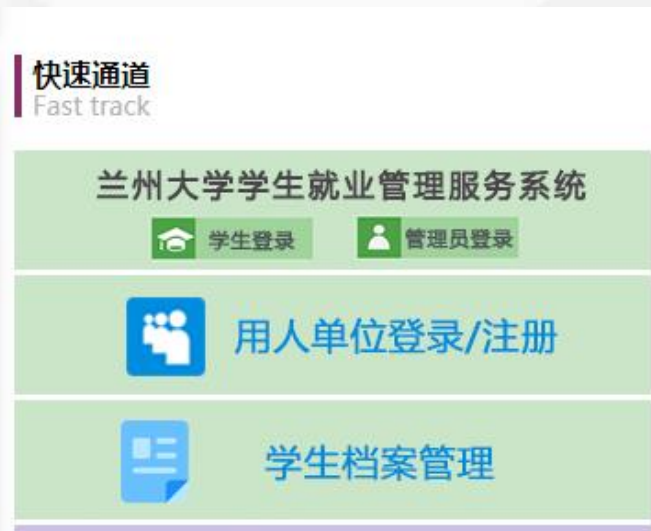 快速通道
Fast track
兰州大学学生就业管理服务系统
学生登录 管理员登录
用人单位登录/注册
学生档案管理